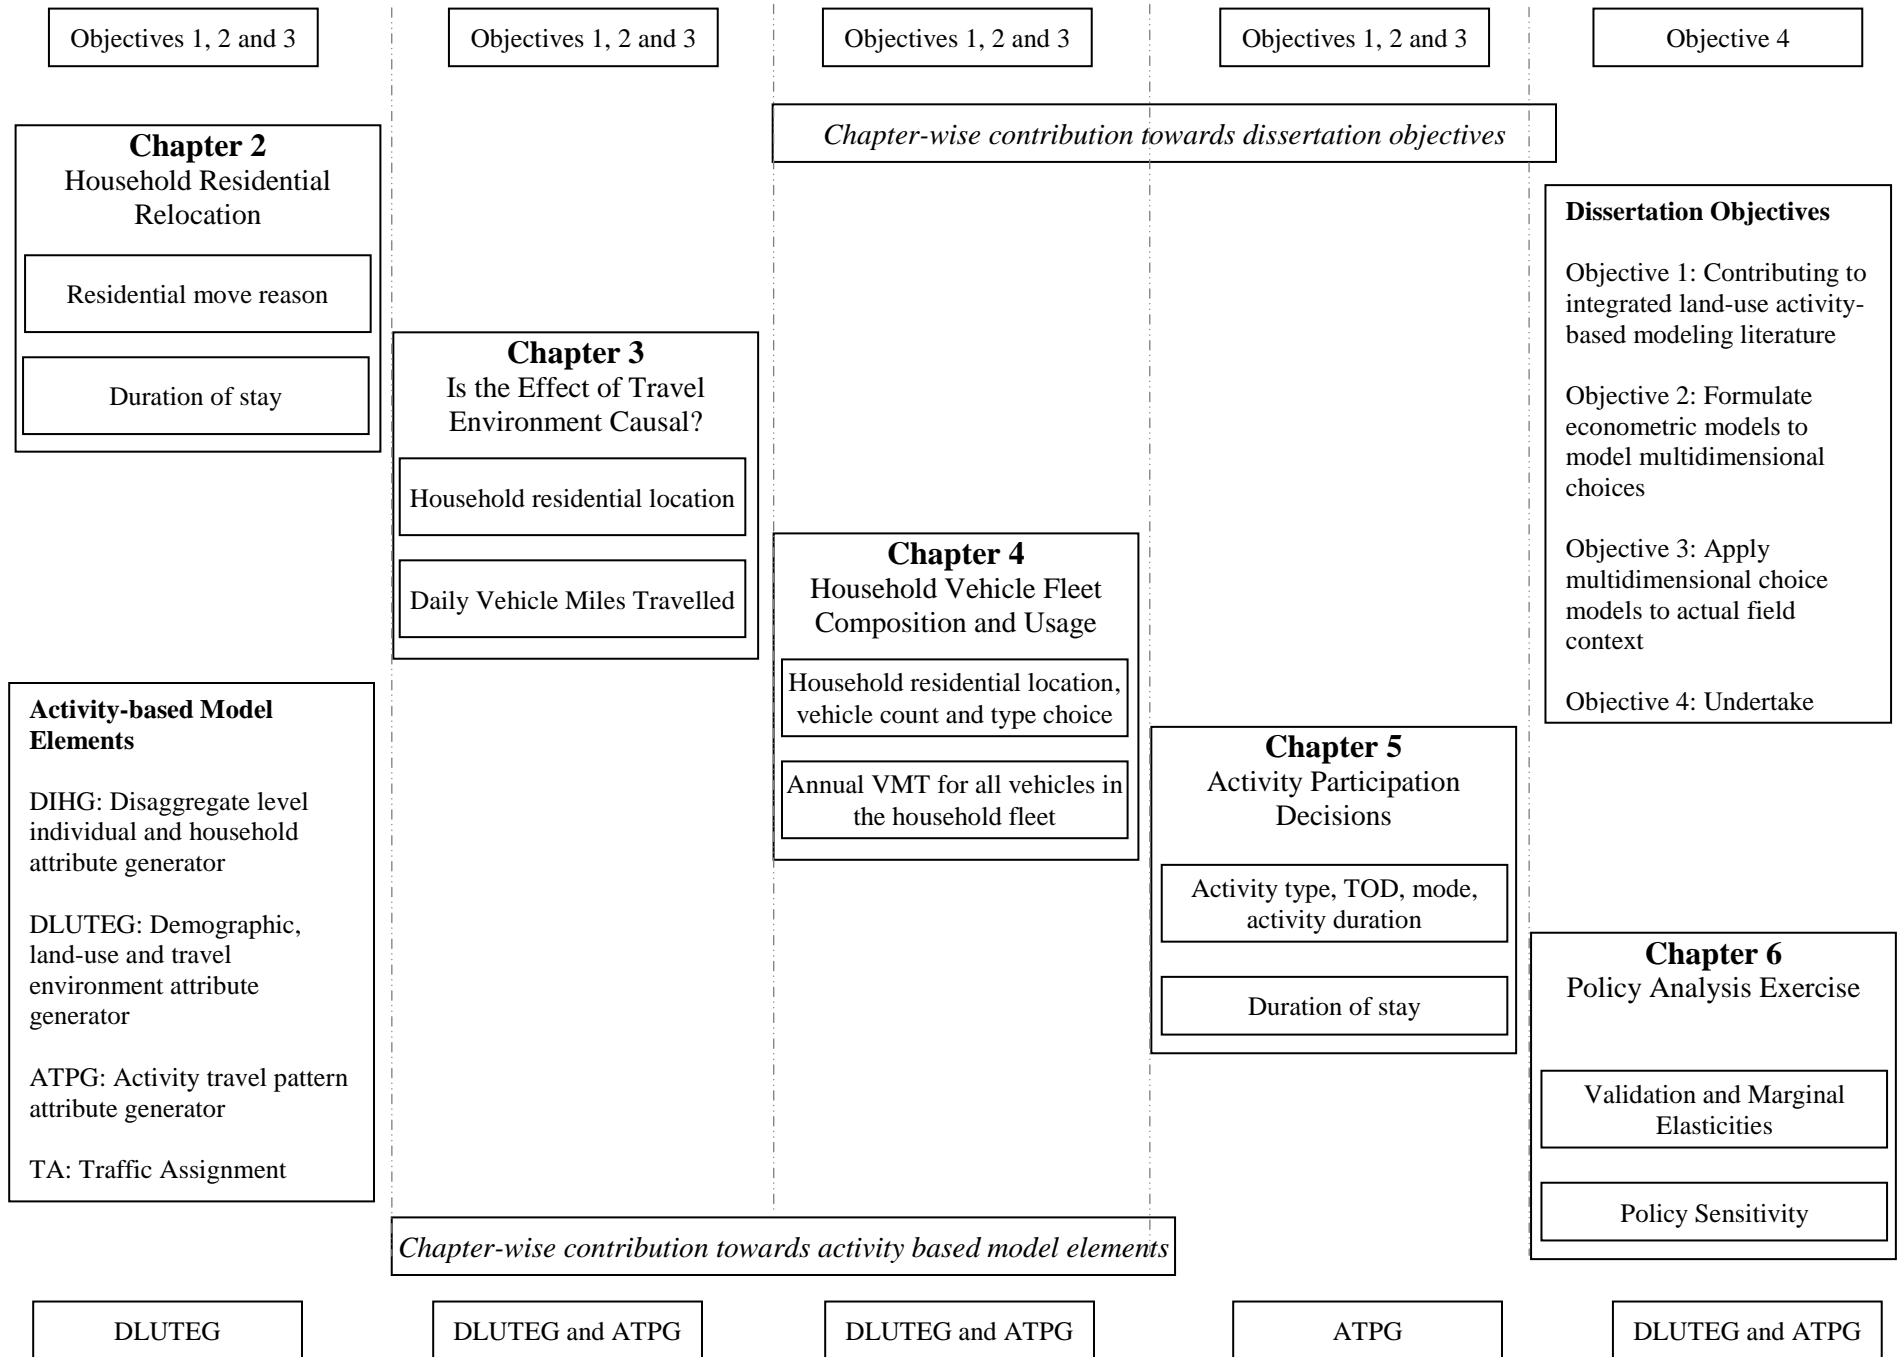 Objectives 1, 2 and 3
Objectives 1, 2 and 3
Objectives 1, 2 and 3
Objectives 1, 2 and 3
Objective 4
Chapter-wise contribution towards dissertation objectives
Chapter 2
Household Residential
Relocation
Residential move reason
Duration of stay
Chapter 3
Is the Effect of Travel
Environment Causal?
Household residential location
Daily Vehicle Miles Travelled
Chapter 4
Household Vehicle Fleet
Composition and Usage
Household residential location,
vehicle count and type choice
Annual VMT for all vehicles in
the household fleet
Chapter 5
Activity Participation
Decisions
Activity type, TOD, mode,
activity duration
Duration of stay
Dissertation Objectives
Objective 1: Contributing to
integrated land-use activity-
based modeling literature
Objective 2: Formulate
econometric models to
model multidimensional
choices
Objective 3: Apply
multidimensional choice
models to actual field
context
Objective 4: Undertake
Chapter 6
Policy Analysis Exercise
Validation and Marginal
Elasticities
Policy Sensitivity
Activity-based Model
Elements
DIHG: Disaggregate level
individual and household
attribute generator
DLUTEG: Demographic,
land-use and travel
environment attribute
generator
ATPG: Activity travel pattern
attribute generator
TA: Traffic Assignment
Chapter-wise contribution towards activity based model elements
DLUTEG
DLUTEG and ATPG
DLUTEG and ATPG
ATPG
DLUTEG and ATPG